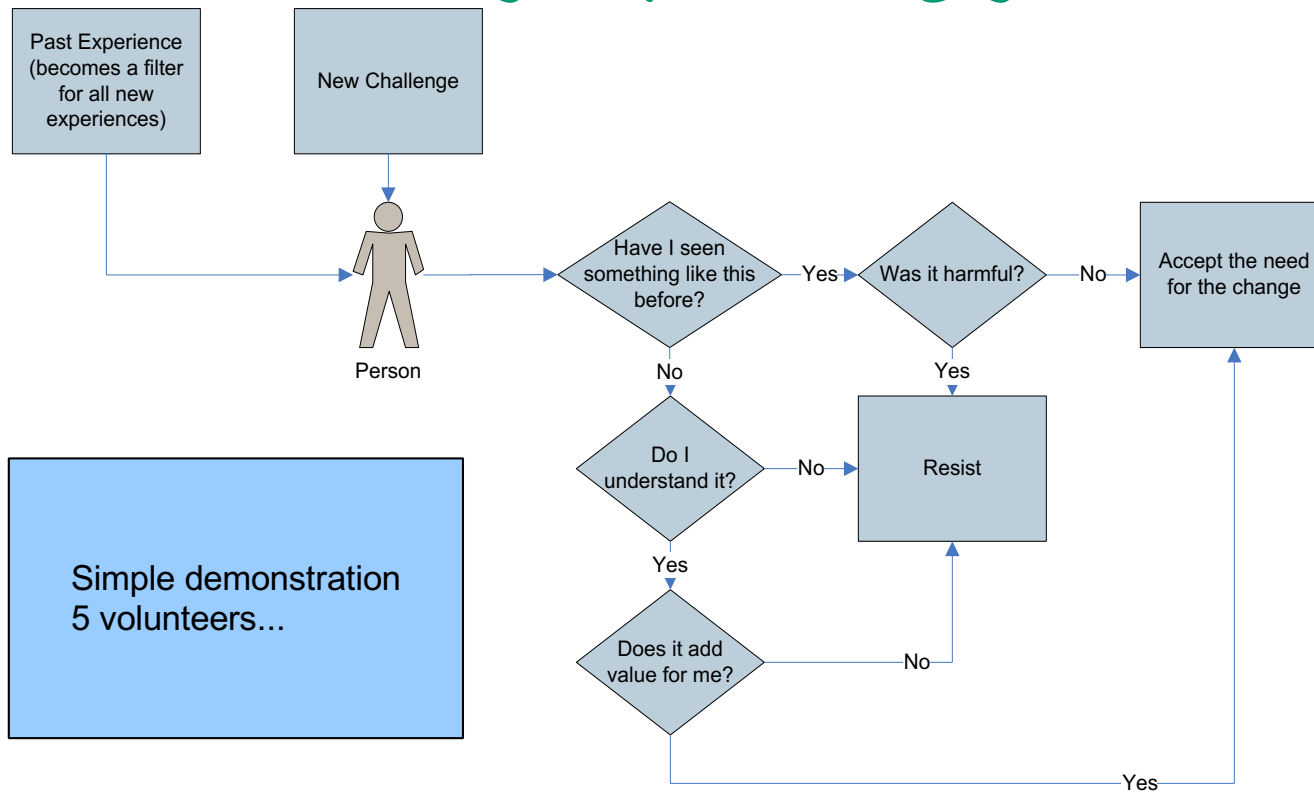 Past Experience
(becomes a filter
for all new
experiences)
New Challenge
Person
Have I seen
something like this
before?
Yes
Was it harmful?
No
Accept the need
for the change
No
Yes
Do I
understand it?
No
Resist
Yes
Does it add
value for me?
No
Yes
Simple demonstration
5 volunteers...